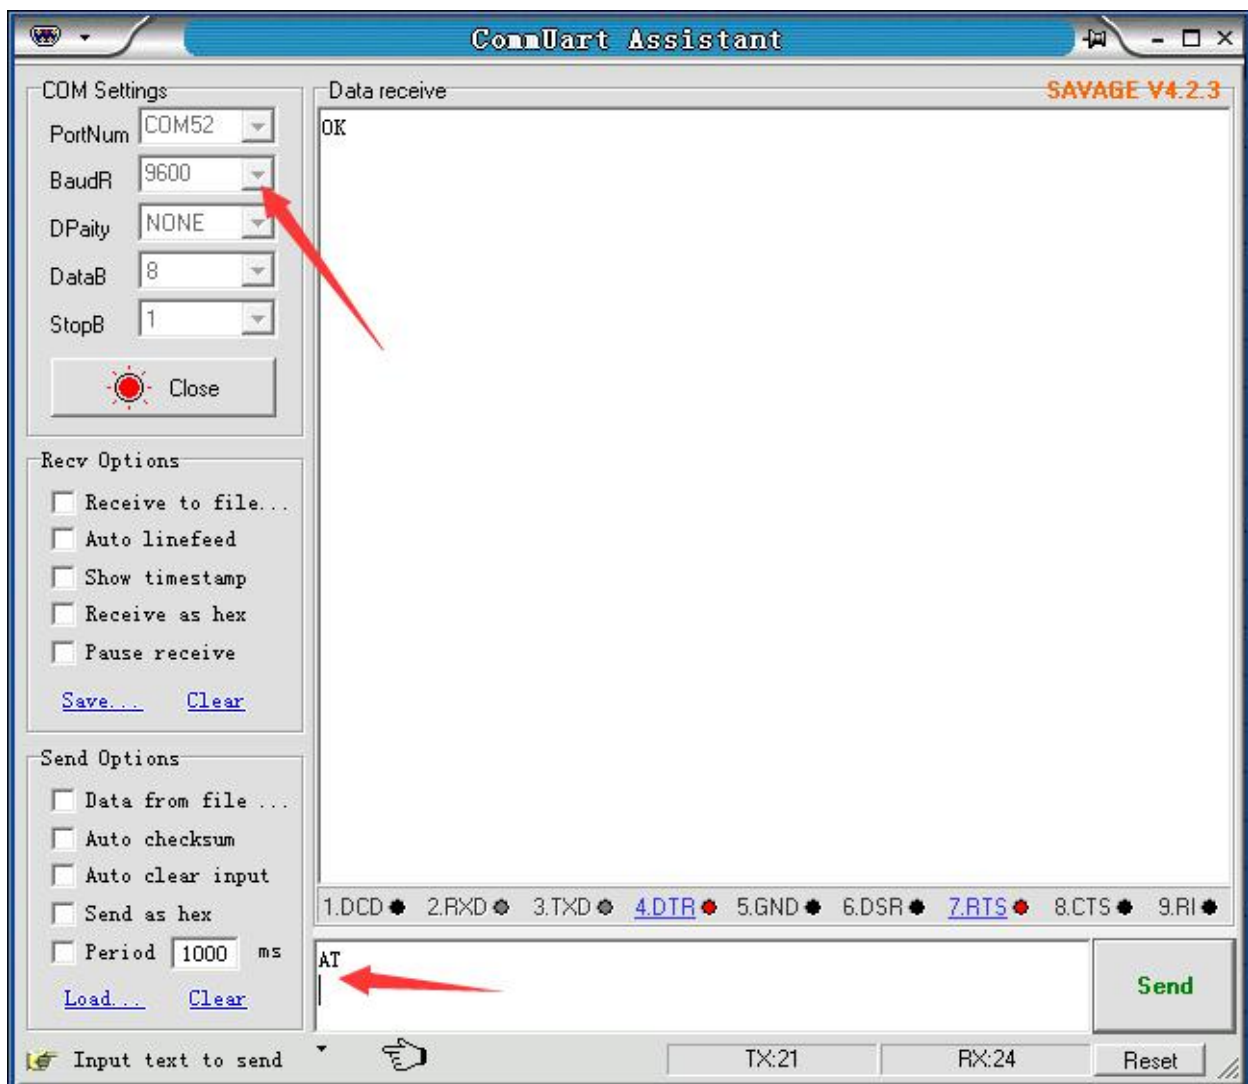 CommUart Assistant
COM Settings
PortNum COM52
BaudR 9600
DPaity NONE
DataB 8
StopB 1
Close
Recv Options
Receive to file...
Auto linefeed
Show timestamp
Receive as hex
Pause receive
Save... Clear
Send Options
Data from file ...
Auto checksum
Auto clear input
Send as hex
Period 1000 ms
Load... Clear
Data receive SAVAGE V4.2.3
OK
1.DCD 2.RXD 3.TXD 4.DTR 5.GND 6.DSR 7.RTS 8.CTS 9.RI
AT
Send
Input text to send TX:21 RX:24 Reset